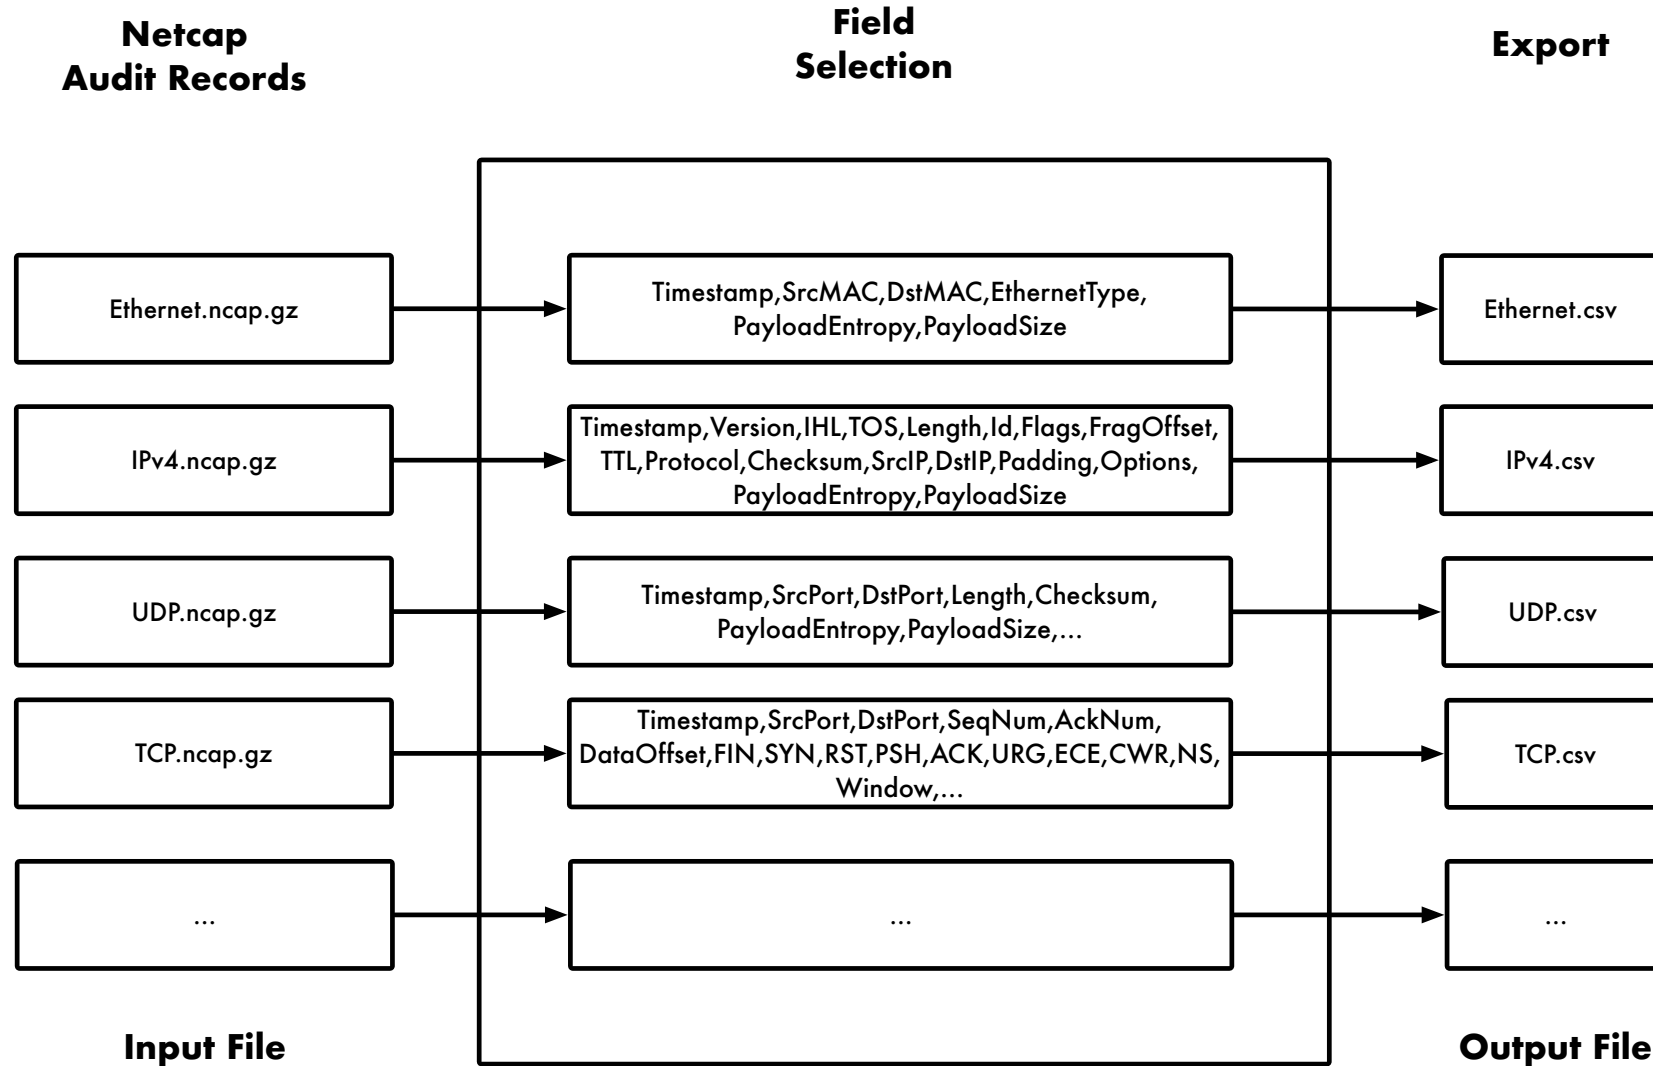 Netcap
Audit Records
Field
Selection
Export
Ethernet.ncap.gz
Timestamp,SrcMAC,DstMAC,EthernetType,
PayloadEntropy,PayloadSize
Ethernet.csv
IPv4.ncap.gz
Timestamp,Version,IHL,TOS,Length,Id,Flags,FragOffset,
TTL,Protocol,Checksum,SrcIP,DstIP,Padding,Options,
PayloadEntropy,PayloadSize
IPv4.csv
UDP.ncap.gz
Timestamp,SrcPort,DstPort,Length,Checksum,
PayloadEntropy,PayloadSize,...
UDP.csv
TCP.ncap.gz
Timestamp,SrcPort,DstPort,SeqNum,AckNum,
DataOffset,FIN,SYN,RST,PSH,ACK,URG,ECE,CWR,NS,
Window,...
TCP.csv
...
...
...
Input File
Output File